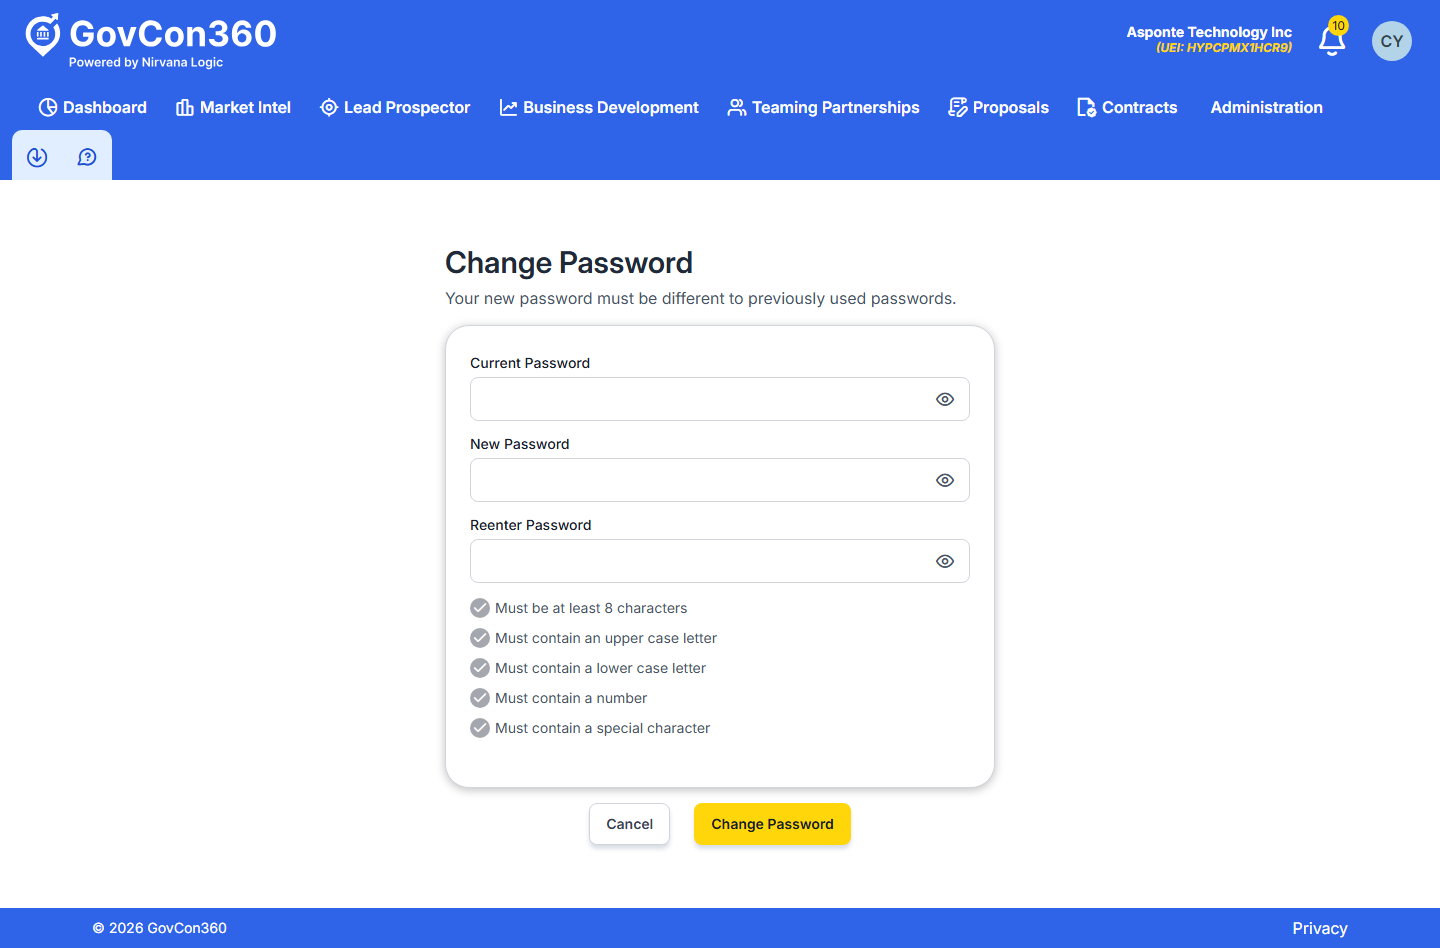 GovCon360
Powered by Nirvana Logic
Asponte Technology Inc
(UEI: HYPCPMX1HCR9)
10
CY
Dashboard
Market Intel
Lead Prospector
Business Development
Teaming Partnerships
Proposals
Contracts
Administration
Change Password
Your new password must be different to previously used passwords.
Current Password
New Password
Reenter Password
Must be at least 8 characters
Must contain an upper case letter
Must contain a lower case letter
Must contain a number
Must contain a special character
Cancel
Change Password
© 2026 GovCon360
Privacy